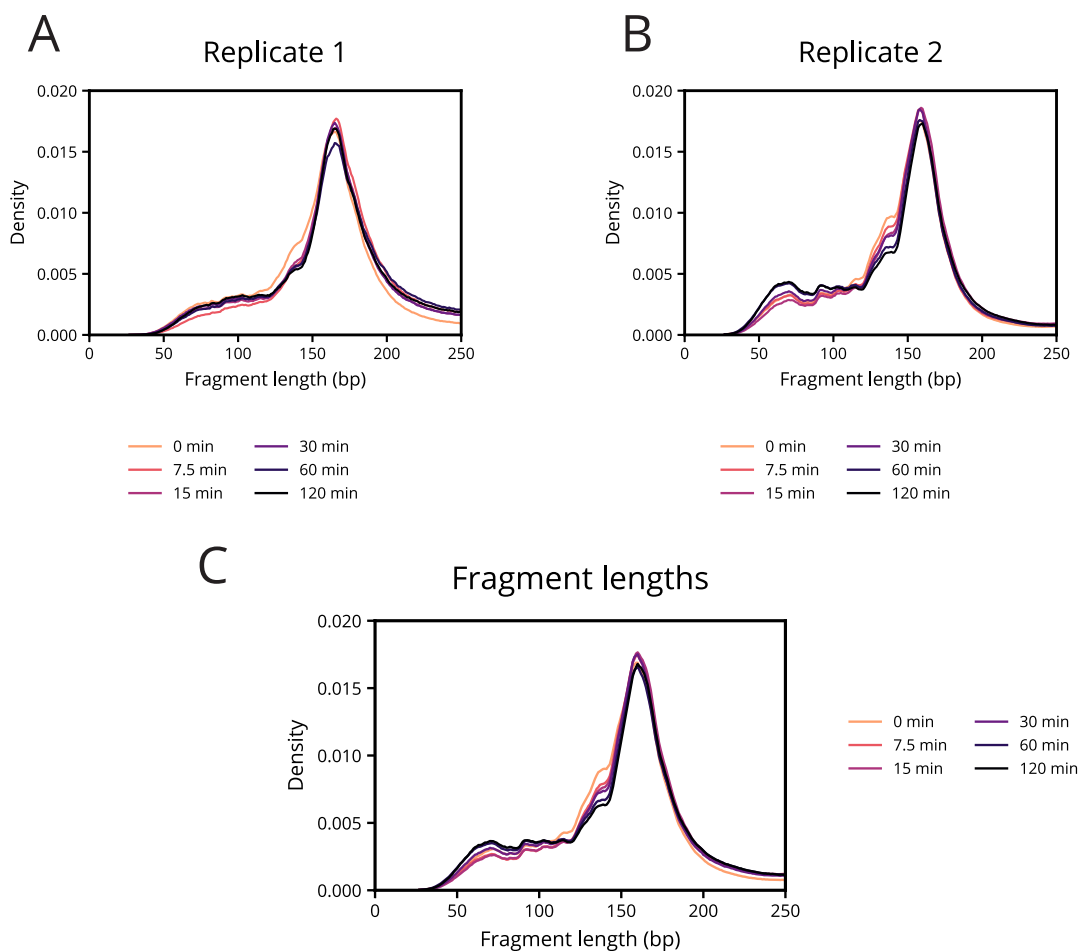 A
Replicate 1
0.020
0.015
0.010
0.005
0.000
Density
0 50 100 150 200 250
Fragment length (bp)
0 min 30 min
7.5 min 60 min
15 min 120 min
B
Replicate 2
0.020
0.015
0.010
0.005
0.000
Density
0 50 100 150 200 250
Fragment length (bp)
0 min 30 min
7.5 min 60 min
15 min 120 min
C
Fragment lengths
0.020
0.015
0.010
0.005
0.000
Density
0 50 100 150 200 250
Fragment length (bp)
0 min 30 min
7.5 min 60 min
15 min 120 min